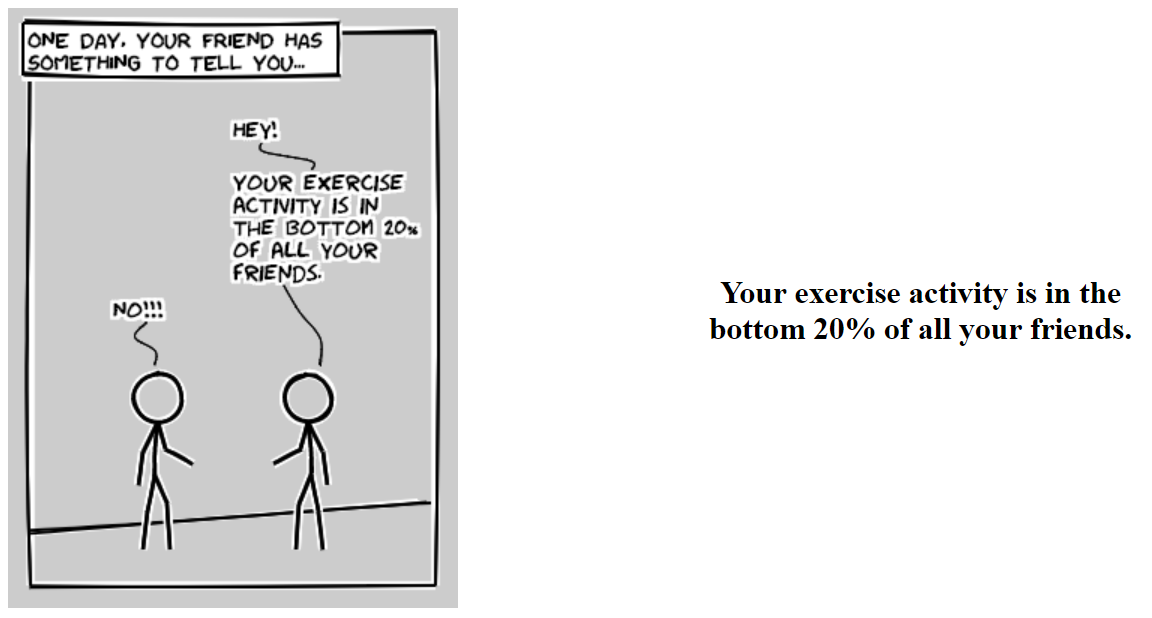 ONE DAY, YOUR FRIEND HAS
SOMETHING TO TELL YOU...
HEY!
YOUR EXERCISE
ACTIVITY IS IN
THE BOTTOM 20%
OF ALL YOUR
FRIENDS.
NO!!!
Your exercise activity is in the
bottom 20% of all your friends.